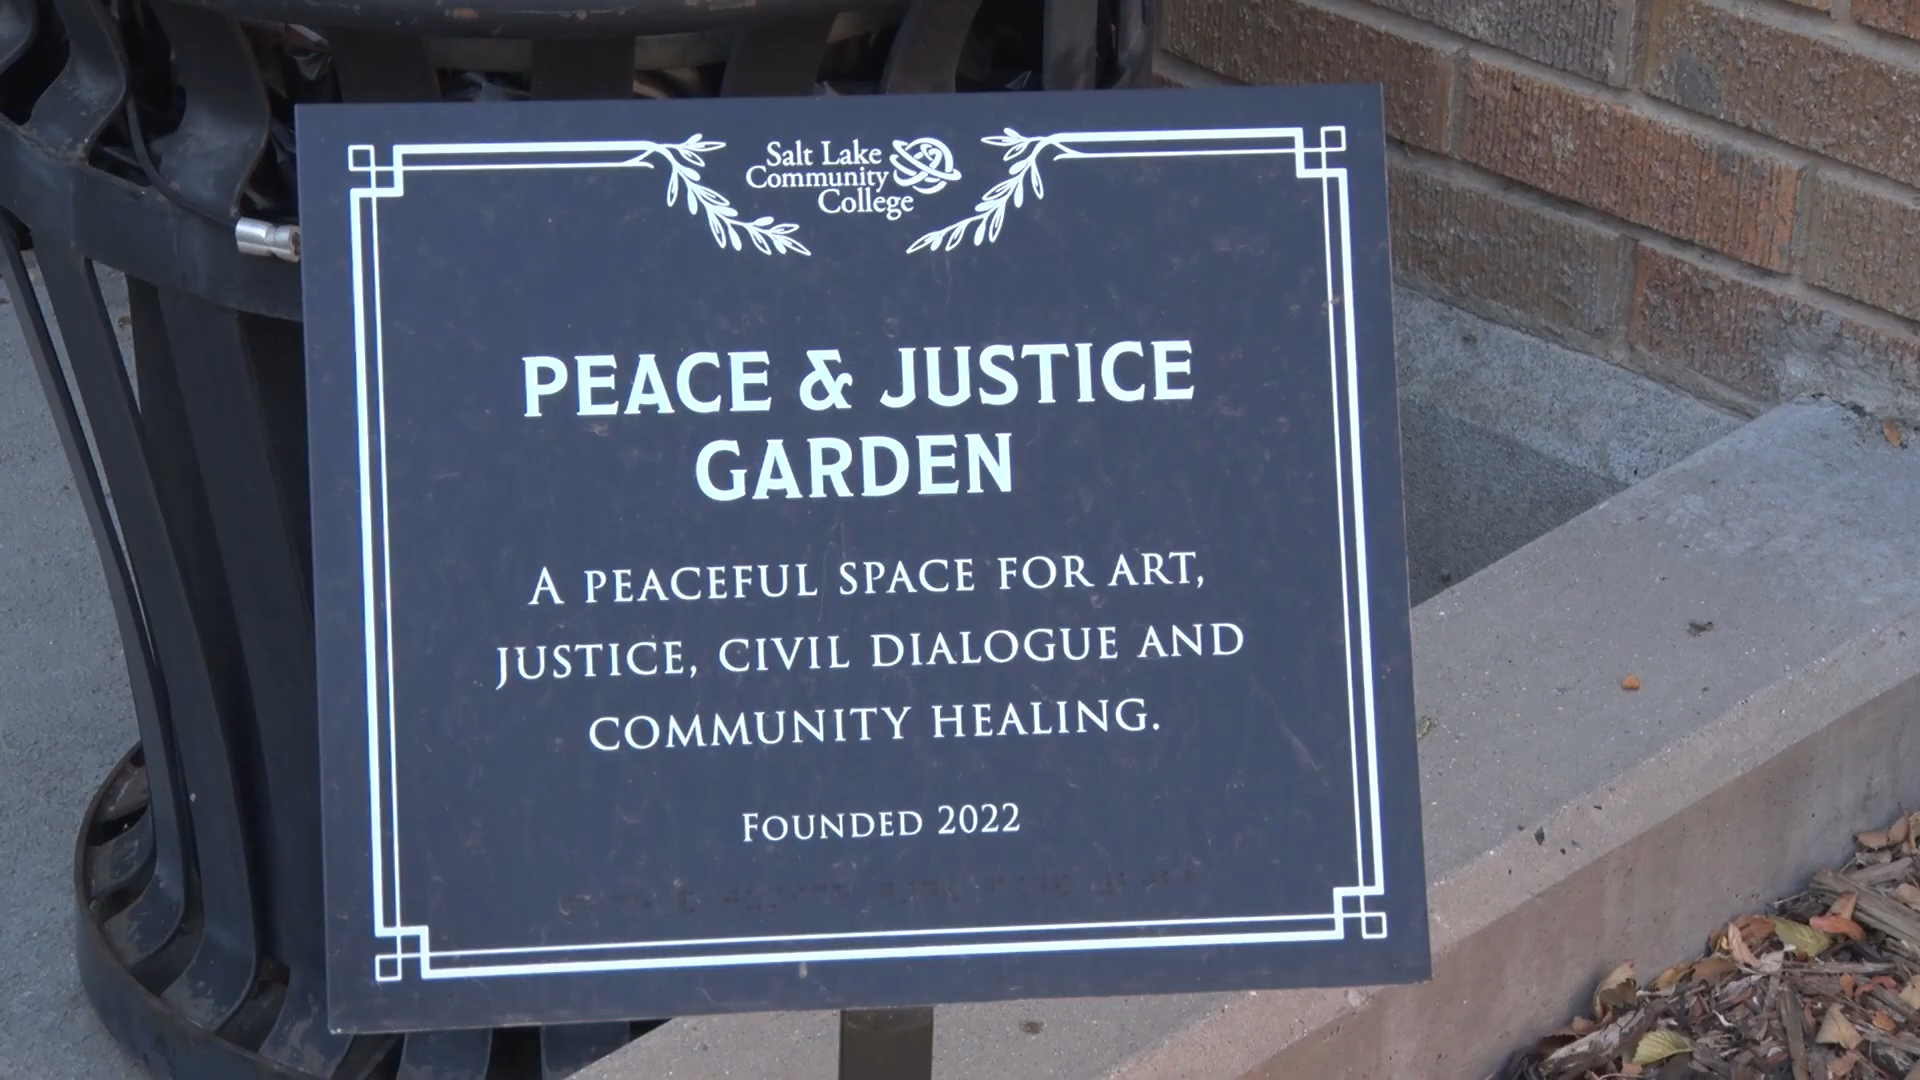 Salt Lake
Community
College
PEACE & JUSTICE
GARDEN
A PEACEFUL SPACE FOR ART,
JUSTICE, CIVIL DIALOGUE AND
COMMUNITY HEALING.
FOUNDED 2022